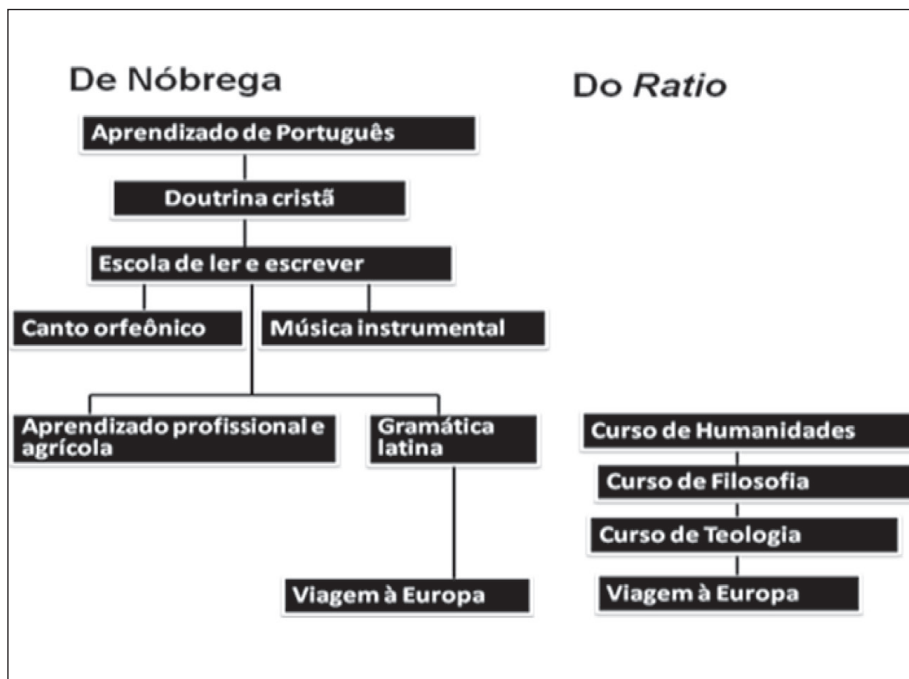 De Nóbrega
Aprendizado de Português
Doutrina cristã
Escola de ler e escrever
Canto orfeônico
Música instrumental
Aprendizado profissional e
agrícola
Gramática
latina
Viagem à Europa
Do Ratio
Curso de Humanidades
Curso de Filosofia
Curso de Teologia
Viagem à Europa